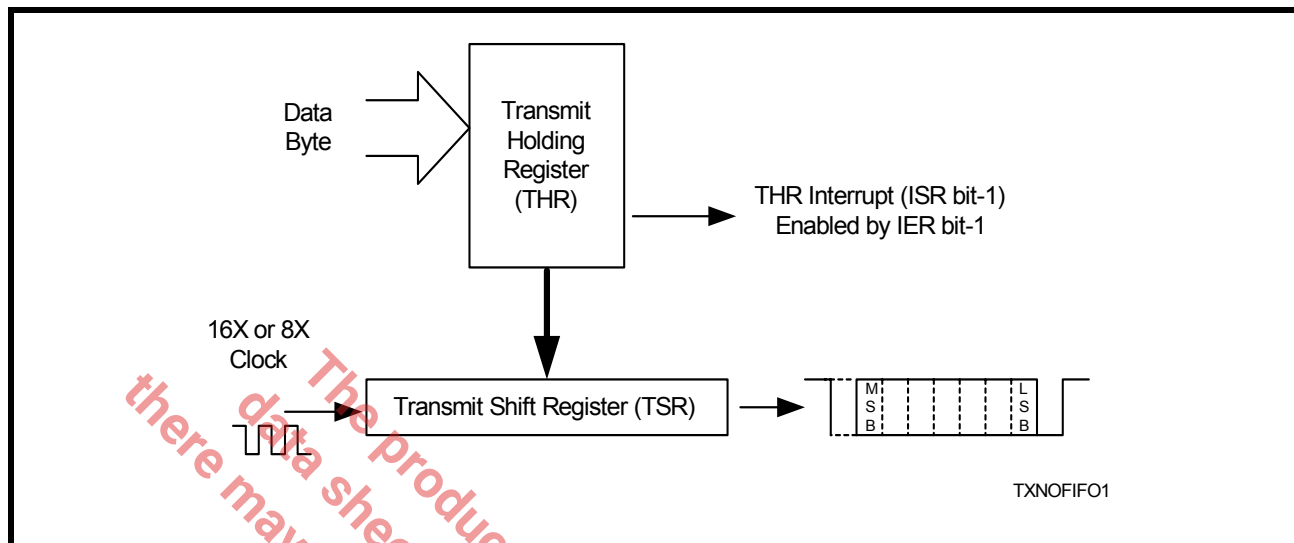 Data
Byte
Transmit
Holding
Register
(THR)
THR Interrupt (ISR bit-1)
Enabled by IER bit-1
16X or 8X
Clock
Transmit Shift Register (TSR)
M
S
B
L
S
B
TXNOFIFO1
The produc
data shee
there may